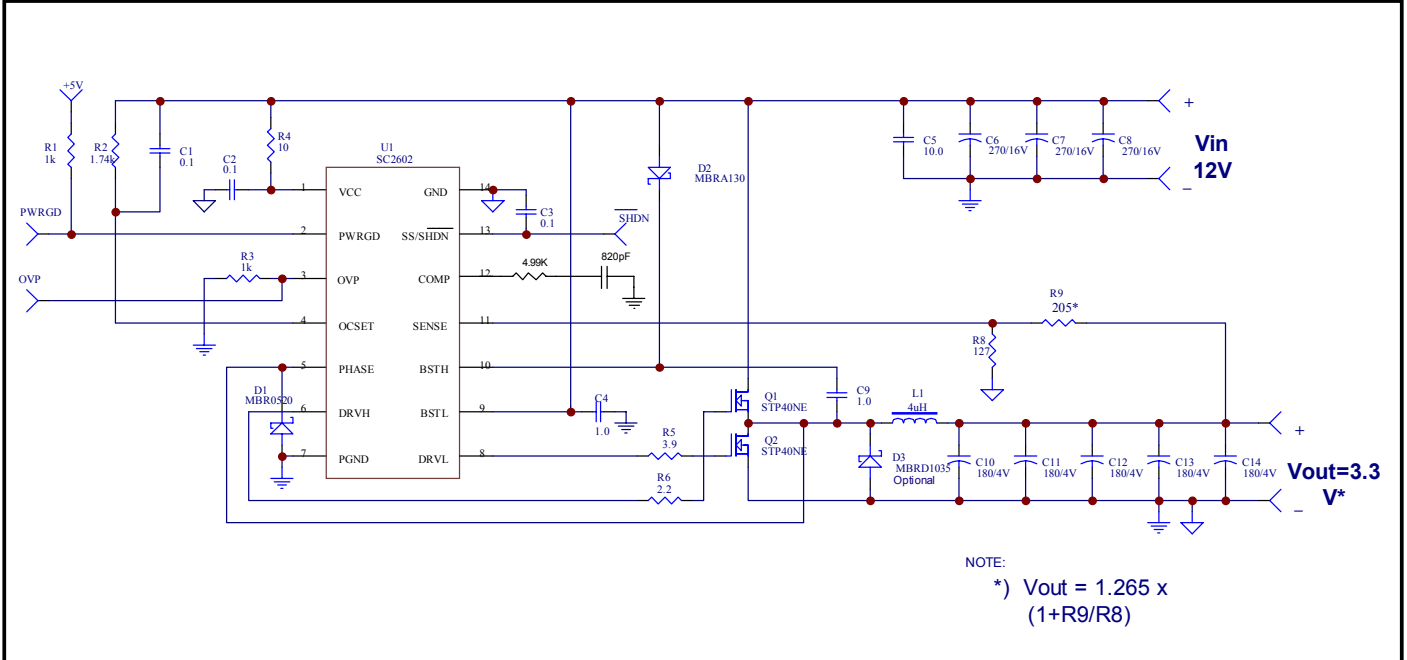 +5V
R1
1k
R2
1.74k
C1
0.1
C2
0.1
R4
10
U1
SC2602
1
VCC
GND
14
2
PWRGD
SS/SHDN
13
3
OVP
COMP
12
4
OCSET
SENSE
11
5
PHASE
BSTH
10
6
DRVH
BSTL
9
7
PGND
DRVL
8
PWRGD
OVP
R3
1k
D1
MBR0520
C3
0.1
SHDN
4.99K
820pF
C4
1.0
R5
3.9
R6
2.2
D2
MBRA130
Q1
STP40NE
Q2
STP40NE
C5
10.0
C6
270/16V
C7
270/16V
C8
270/16V
+
Vin
12V
_
R9
205*
R8
127
C9
1.0
L1
4uH
D3
MBRD1035
Optional
C10
180/4V
C11
180/4V
C12
180/4V
C13
180/4V
C14
180/4V
+
Vout=3.3
V*
_
NOTE:
*) Vout = 1.265 x
(1+R9/R8)